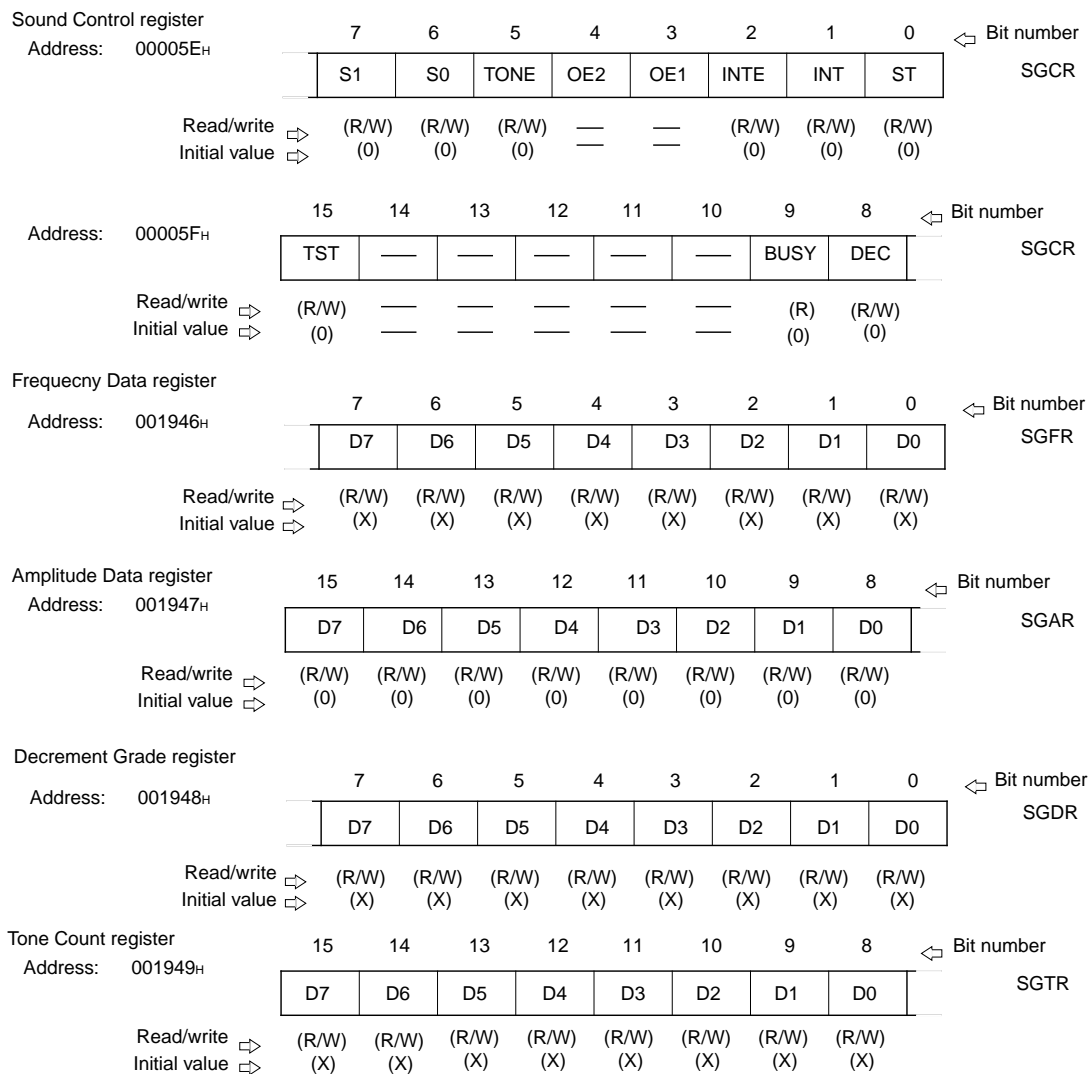 Sound Control register
7 6 5 4 3 2 1 0 Bit number
Address: 00005EH
S1 S0 TONE OE2 OE1 INTE INT ST SGCR
Read/write (R/W) (R/W) (R/W) — — (R/W) (R/W) (R/W)
Initial value (0) (0) (0) — — (0) (0) (0)
15 14 13 12 11 10 9 8 Bit number
Address: 00005FH
TST — — — — — BUSY DEC SGCR
Read/write (R/W) — — — — — (R) (R/W)
Initial value (0) — — — — — (0) (0)
Frequecny Data register
7 6 5 4 3 2 1 0 Bit number
Address: 001946H
D7 D6 D5 D4 D3 D2 D1 D0 SGFR
Read/write (R/W) (R/W) (R/W) (R/W) (R/W) (R/W) (R/W) (R/W)
Initial value (X) (X) (X) (X) (X) (X) (X) (X)
Amplitude Data register
15 14 13 12 11 10 9 8 Bit number
Address: 001947H
D7 D6 D5 D4 D3 D2 D1 D0 SGAR
Read/write (R/W) (R/W) (R/W) (R/W) (R/W) (R/W) (R/W) (R/W)
Initial value (0) (0) (0) (0) (0) (0) (0) (0)
Decrement Grade register
7 6 5 4 3 2 1 0 Bit number
Address: 001948H
D7 D6 D5 D4 D3 D2 D1 D0 SGDR
Read/write (R/W) (R/W) (R/W) (R/W) (R/W) (R/W) (R/W) (R/W)
Initial value (X) (X) (X) (X) (X) (X) (X) (X)
Tone Count register
15 14 13 12 11 10 9 8 Bit number
Address: 001949H
D7 D6 D5 D4 D3 D2 D1 D0 SGTR
Read/write (R/W) (R/W) (R/W) (R/W) (R/W) (R/W) (R/W) (R/W)
Initial value (X) (X) (X) (X) (X) (X) (X) (X)